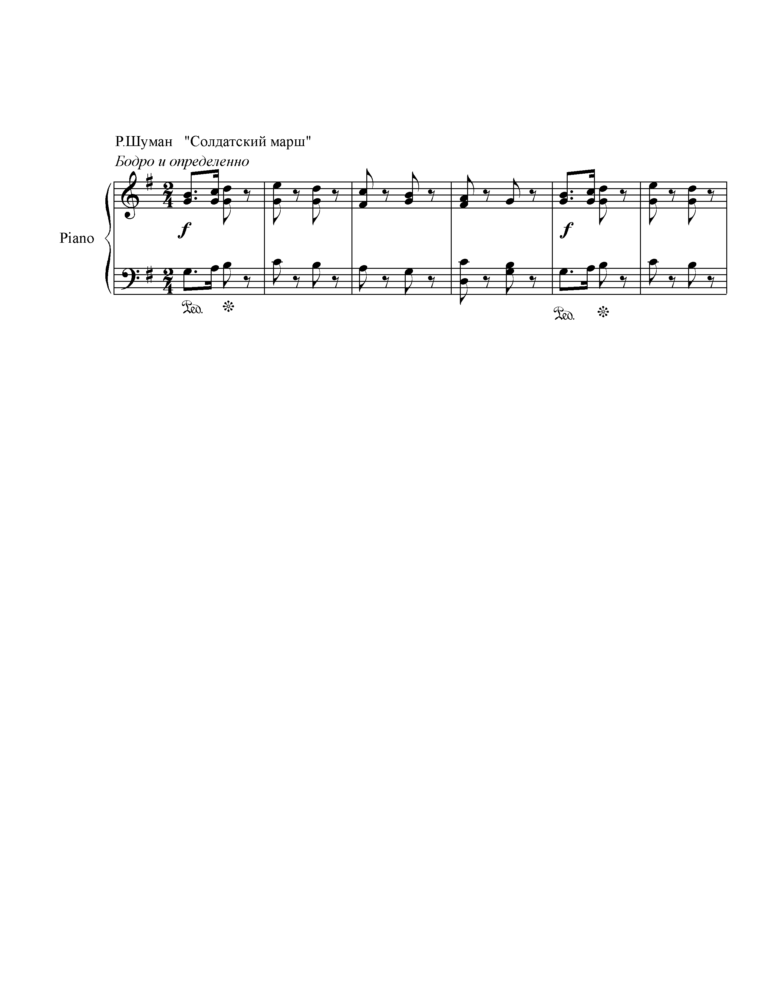 Р.Шуман "Солдатский марш"
Бодро и определенно
Piano